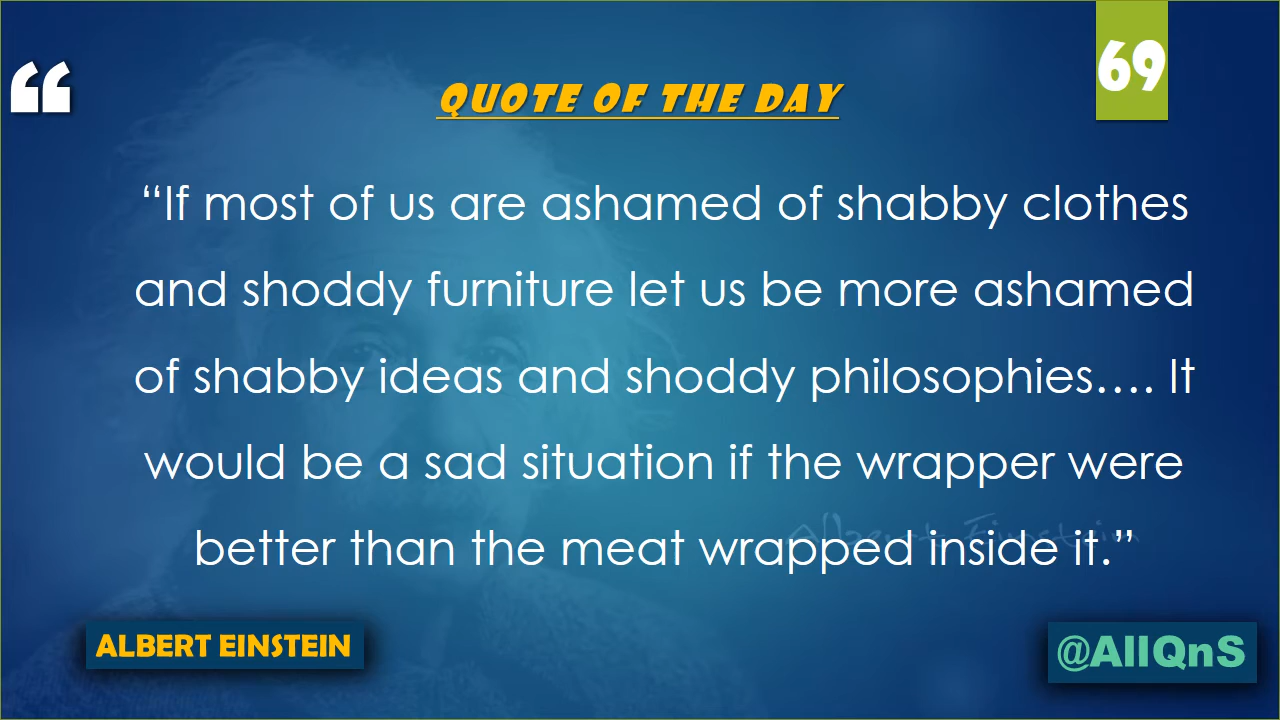 “
69
QUOTE OF THE DAY
“If most of us are ashamed of shabby clothes
and shoddy furniture let us be more ashamed
of shabby ideas and shoddy philosophies…. It
would be a sad situation if the wrapper were
better than the meat wrapped inside it.”
Albert Einstein
ALBERT EINSTEIN
@AllQnS